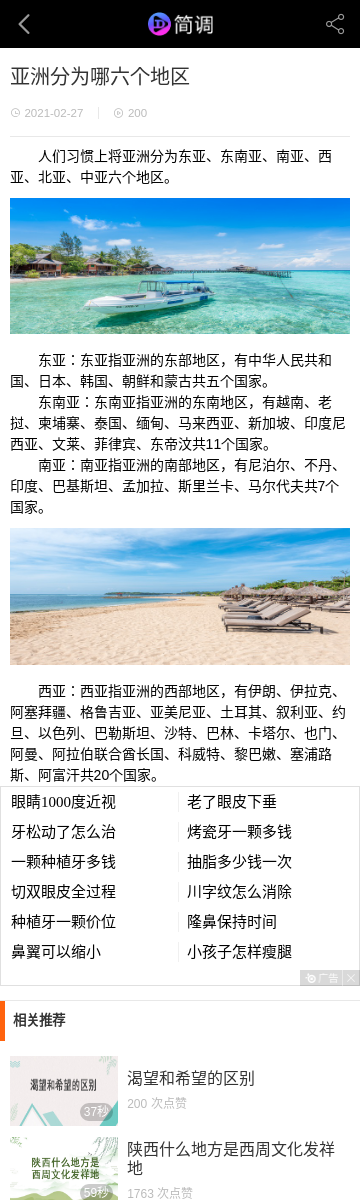 简调
亚洲分为哪六个地区
2021-02-27
200
人们习惯上将亚洲分为东亚、东南亚、南亚、西
亚、北亚、中亚六个地区。
东亚：东亚指亚洲的东部地区，有中华人民共和
国、日本、韩国、朝鲜和蒙古共五个国家。
东南亚：东南亚指亚洲的东南地区，有越南、老
挝、柬埔寨、泰国、缅甸、马来西亚、新加坡、印度尼
西亚、文莱、菲律宾、东帝汶共11个国家。
南亚：南亚指亚洲的南部地区，有尼泊尔、不丹、
印度、巴基斯坦、孟加拉、斯里兰卡、马尔代夫共7个
国家。
西亚：西亚指亚洲的西部地区，有伊朗、伊拉克、
阿塞拜疆、格鲁吉亚、亚美尼亚、土耳其、叙利亚、约
旦、以色列、巴勒斯坦、沙特、巴林、卡塔尔、也门、
阿曼、阿拉伯联合酋长国、科威特、黎巴嫩、塞浦路
斯、阿富汗共20个国家。
眼睛1000度近视
老了眼皮下垂
牙松动了怎么治
烤瓷牙一颗多钱
一颗种植牙多钱
抽脂多少钱一次
切双眼皮全过程
川字纹怎么消除
种植牙一颗价位
隆鼻保持时间
鼻翼可以缩小
小孩子怎样瘦腿
广告
相关推荐
渴望和希望的区别
37秒
渴望和希望的区别
200 次点赞
陕西什么地方是
西周文化发祥地
59秒
陕西什么地方是西周文化发祥
地
1763 次点赞